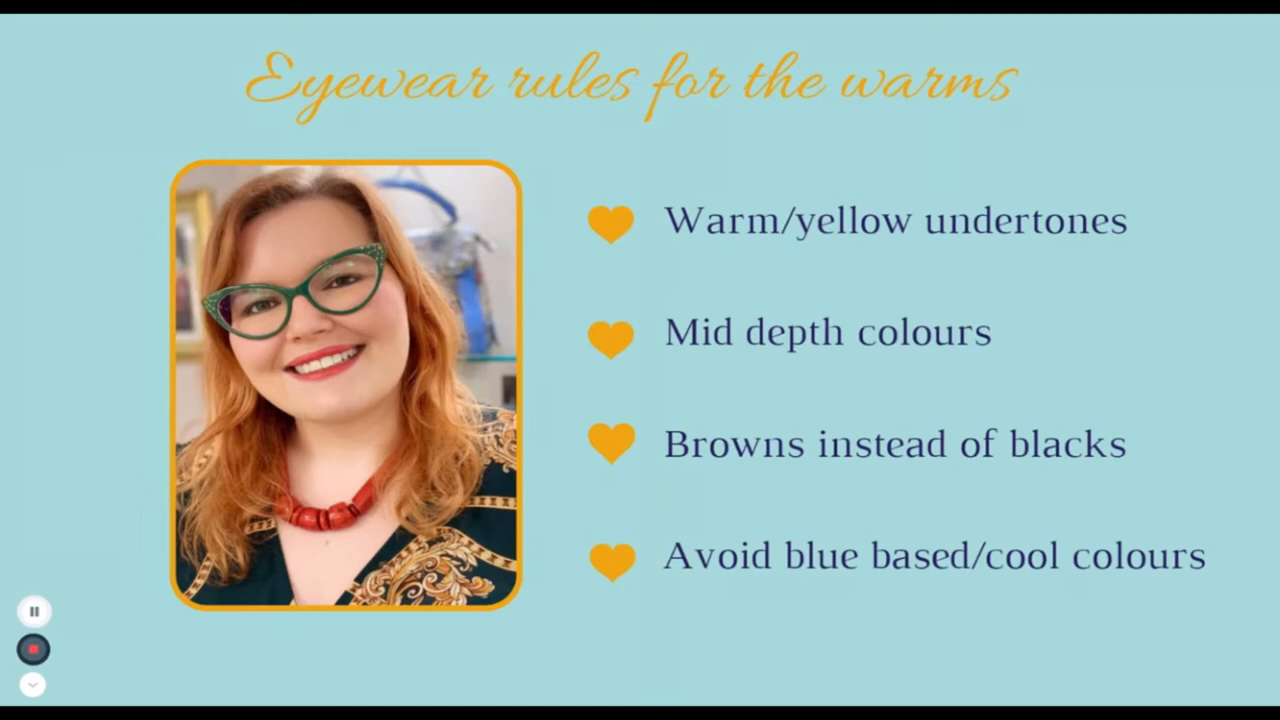 Eyewear rules for the warms
Warm/yellow undertones
Mid depth colours
Browns instead of blacks
Avoid blue based/cool colours